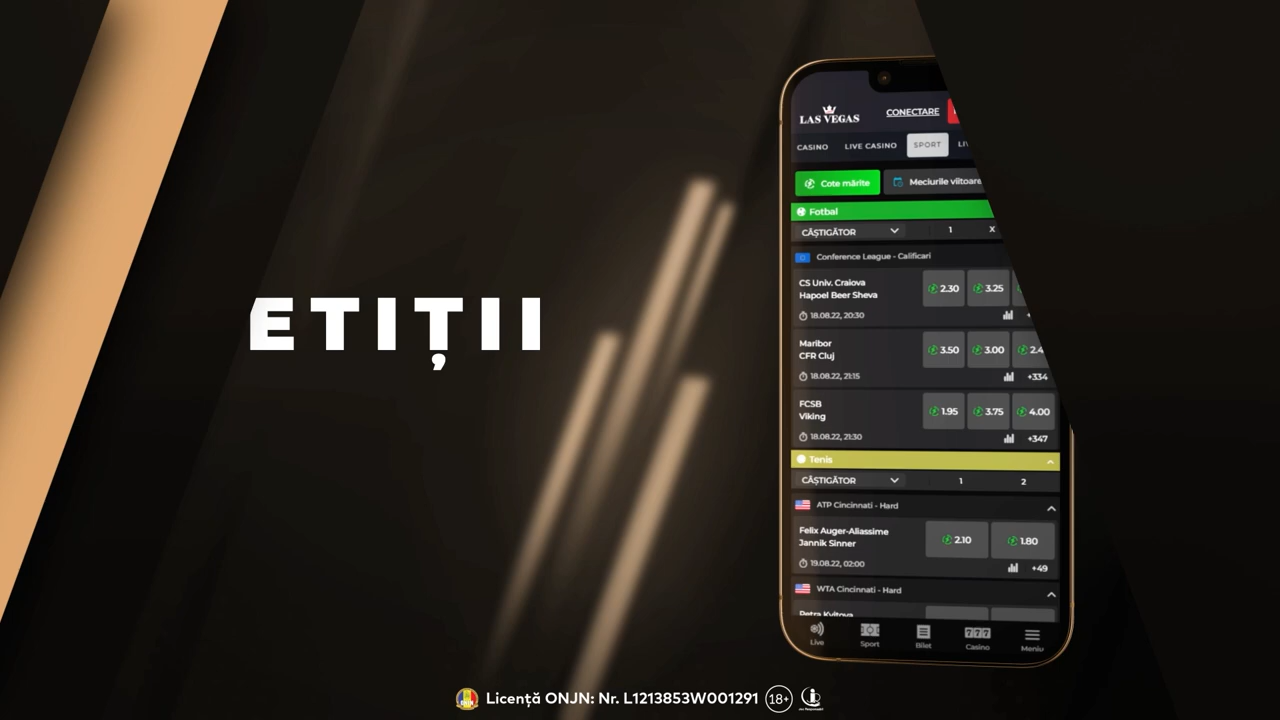 ETIȚII
LAS VEGAS
CONECTARE
CASINO
LIVE CASINO
SPORT
Cote mărite
Meciurile viitoare
Fotbal
CÂȘTIGĂTOR
1
X
Conference League - Calificari
CS Univ. Craiova
Hapoel Beer Sheva
2.30
3.25
18.08.22, 20:30
Maribor
CFR Cluj
3.50
3.00
2.4
18.08.22, 21:15
+334
FCSB
Viking
1.95
3.75
4.00
18.08.22, 21:30
+347
Tenis
CÂȘTIGĂTOR
1
2
ATP Cincinnati - Hard
Felix Auger-Aliassime
Jannik Sinner
2.10
1.80
19.08.22, 02:00
+49
WTA Cincinnati - Hard
Petra Kvitova
Live
Sport
Bilet
777
Casino
Meniu
Licență ONJN: Nr. L1213853W001291
18+